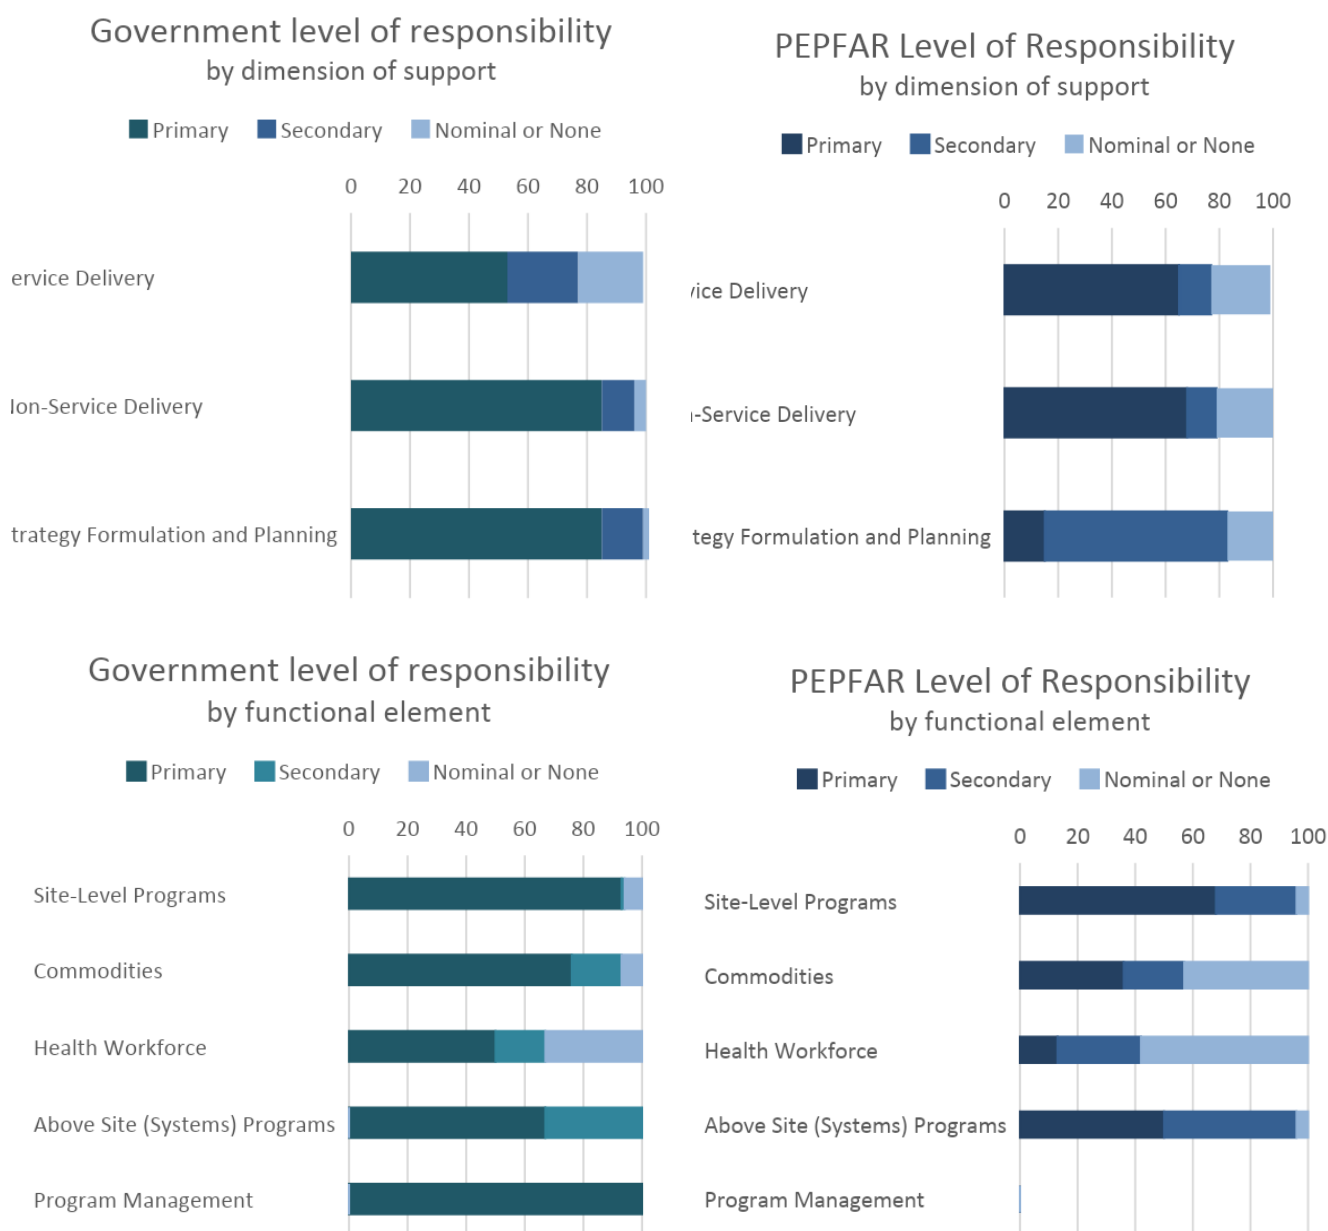 Government level of responsibility
by dimension of support
Primary Secondary Nominal or None
0 20 40 60 80 100
ervice Delivery
Ion-Service Delivery
trategy Formulation and Planning
PEPFAR Level of Responsibility
by dimension of support
Primary Secondary Nominal or None
0 20 40 60 80 100
vice Delivery
-Service Delivery
tegy Formulation and Planning
Government level of responsibility
by functional element
Primary Secondary Nominal or None
0 20 40 60 80 100
Site-Level Programs
Commodities
Health Workforce
Above Site (Systems) Programs
Program Management
PEPFAR Level of Responsibility
by functional element
Primary Secondary Nominal or None
0 20 40 60 80 100
Site-Level Programs
Commodities
Health Workforce
Above Site (Systems) Programs
Program Management